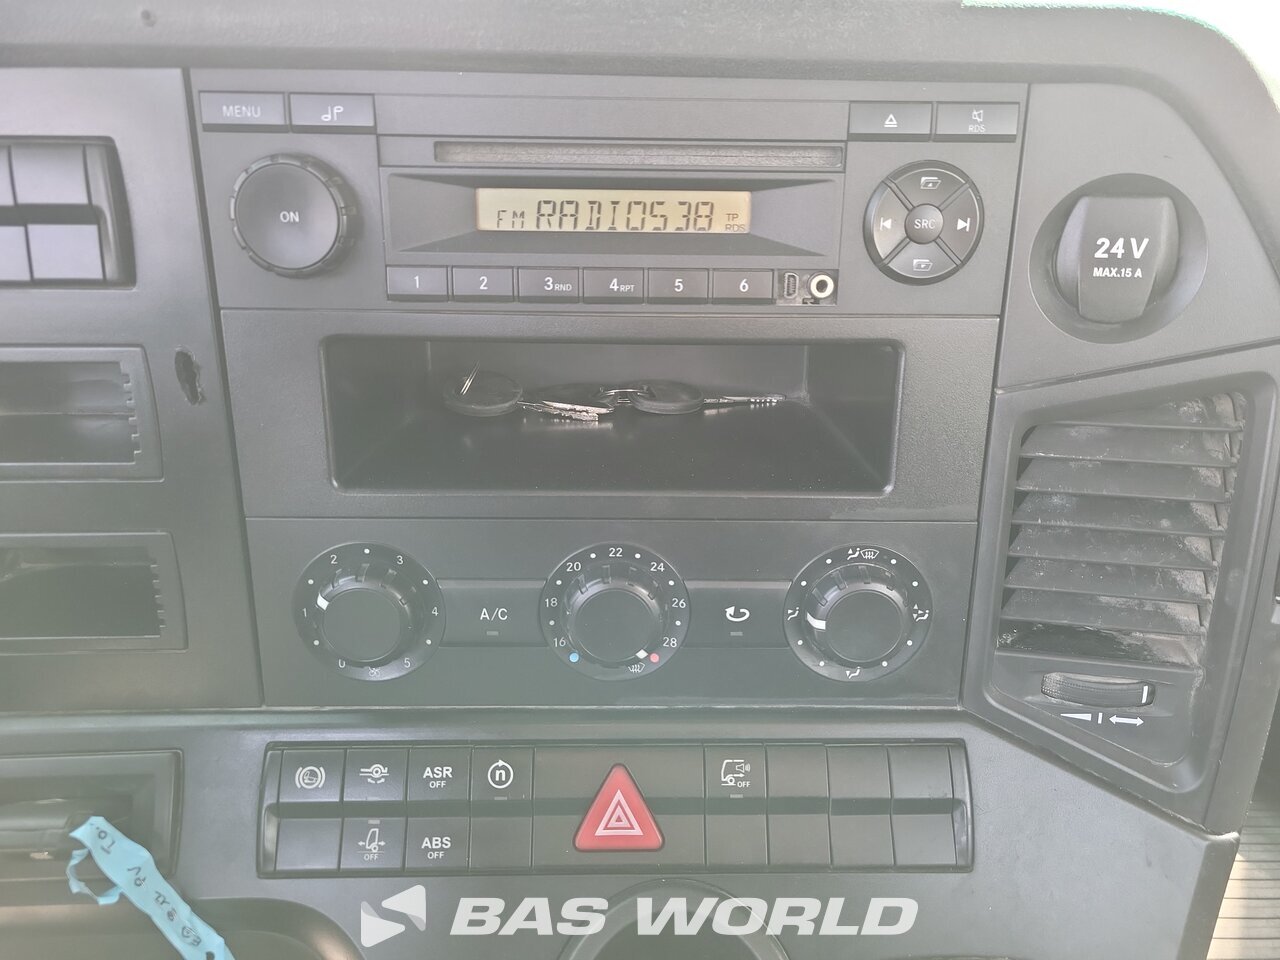 MENU
RDS
ON
FM RADIO538 TP
RDS
SRC
1 2 3RND 4RPT 5 6
24V
MAX.15 A
0 1 2 3 4 5
A/C
16 18 20 22 24 26 28
ASR
OFF
n
OFF
OFF
ABS
OFF
BAS WORLD